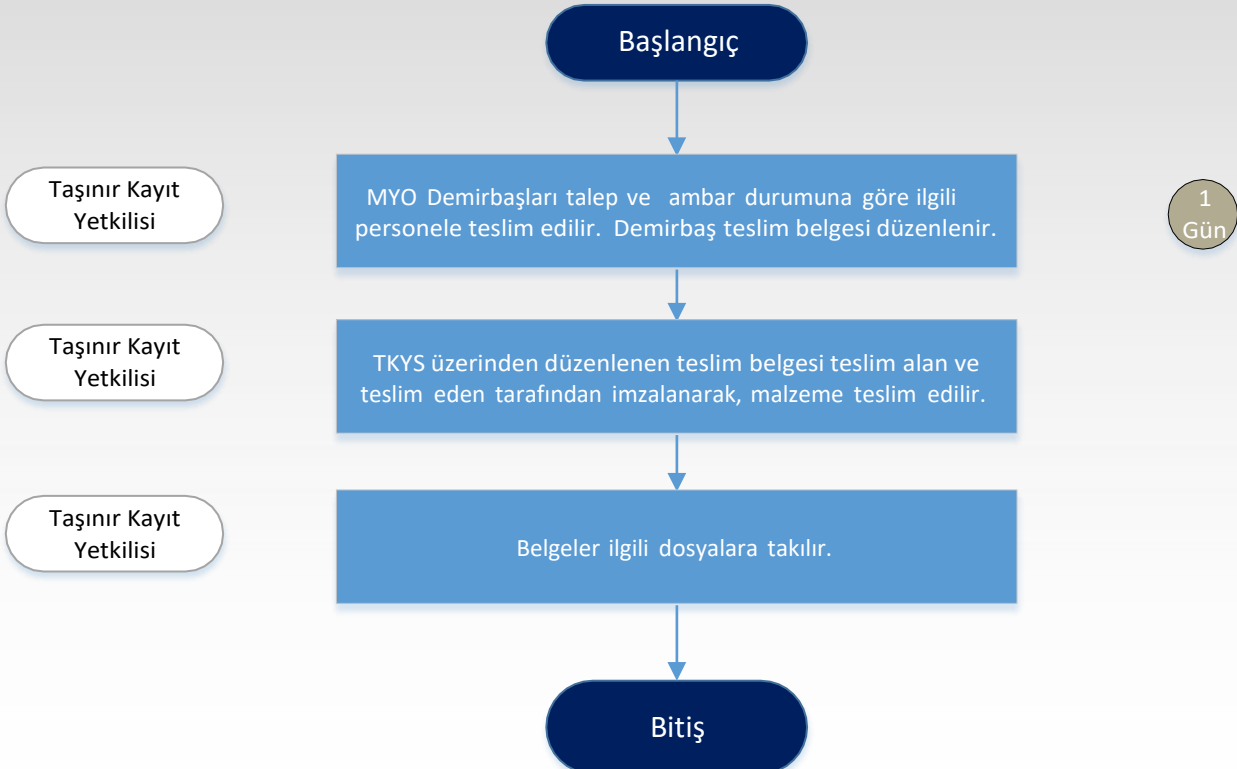 Başlangıç
Taşınır Kayıt
Yetkilisi
MYO Demirbaşları talep ve ambar durumuna göre ilgili
personele teslim edilir. Demirbaş teslim belgesi düzenlenir.
1
Gün
Taşınır Kayıt
Yetkilisi
TKYS üzerinden düzenlenen teslim belgesi teslim alan ve
teslim eden tarafından imzalanarak, malzeme teslim edilir.
Taşınır Kayıt
Yetkilisi
Belgeler ilgili dosyalara takılır.
Bitiş